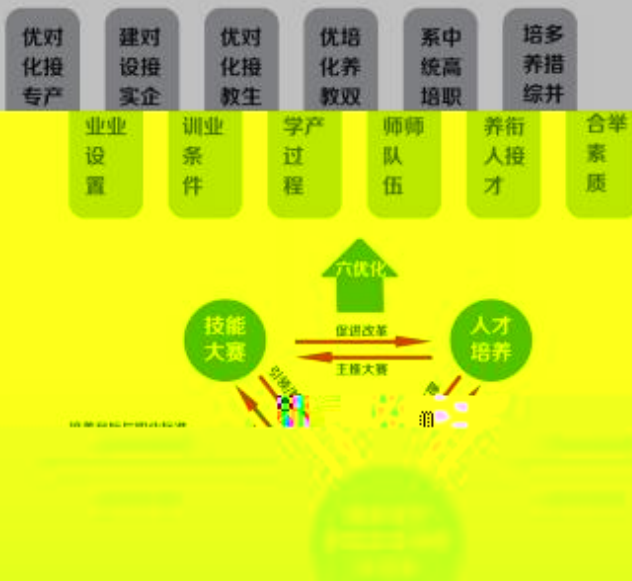 优对
化接
专产
业业
设
置
建对
设接
实企
训业
条
件
优对
化接
教生
学产
过
程
优培
化养
教双
师师
队
伍
系中
统高
培职
养衔
人接
才
培多
养措
综并
合举
素
质
六优化
技能
大赛
促进改革
主推大赛
人才
培养